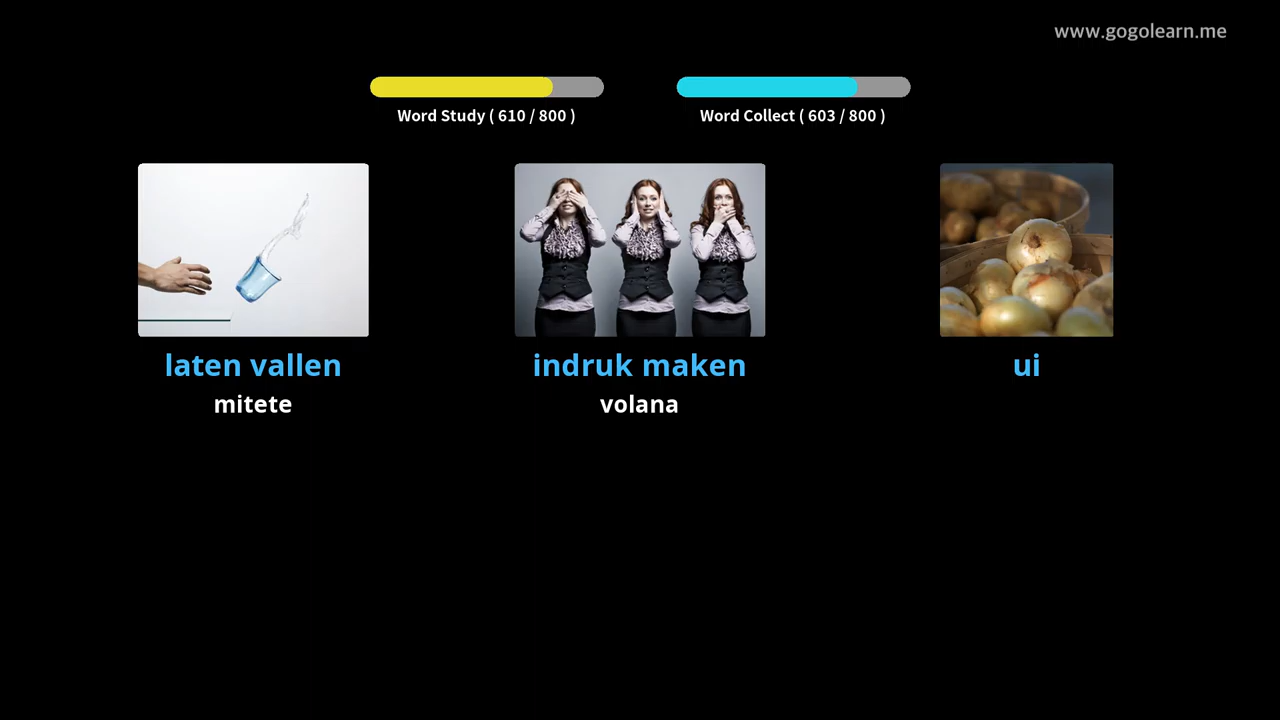 www.gogolearn.me
Word Study ( 610 / 800 )
Word Collect ( 603 / 800 )
laten vallen
mitete
indruk maken
volana
ui